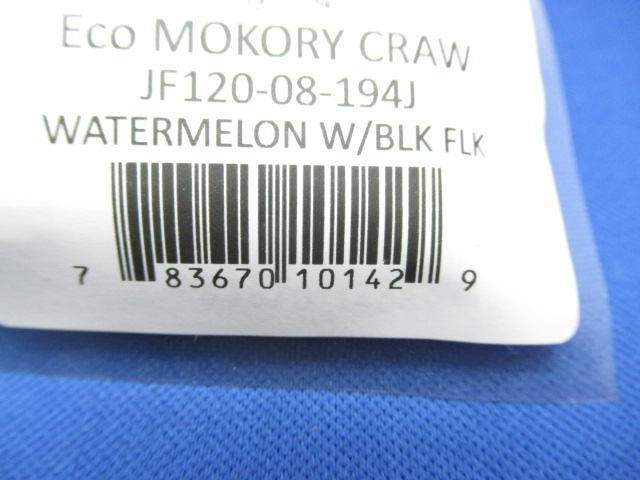 Eco MOKORY CRAW
JF120-08-194J
WATERMELON W/BLK FLK
7 83670 10142 9